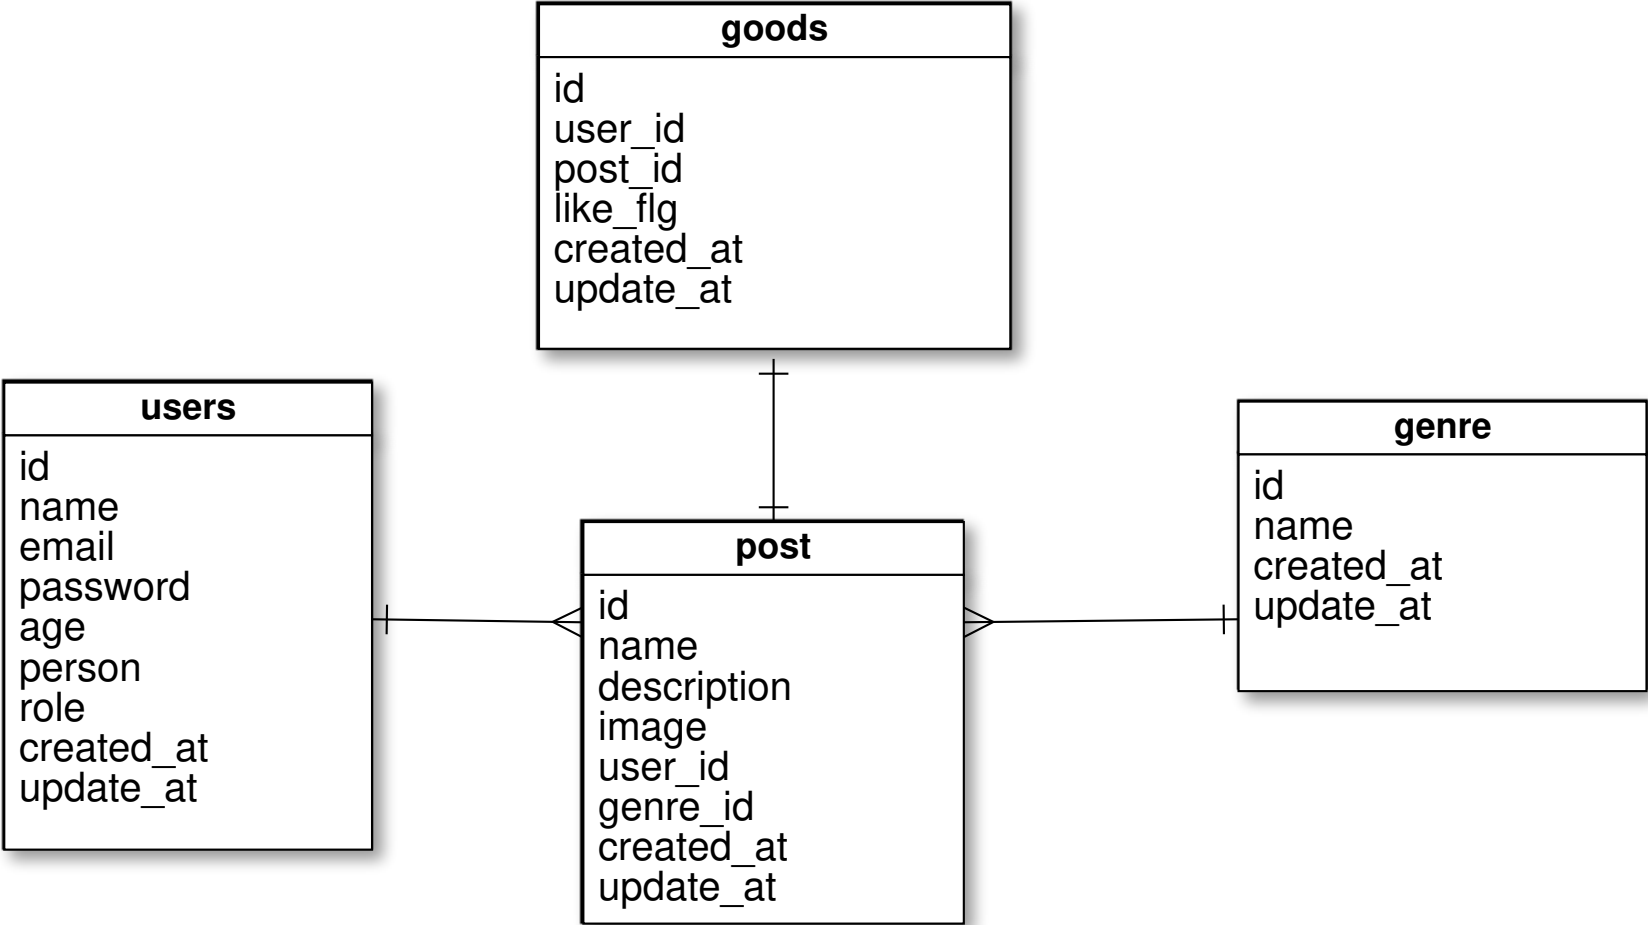 goods
id
user_id
post_id
like_flg
created_at
update_at
users
id
name
email
password
age
person
role
created_at
update_at
post
id
name
description
image
user_id
genre_id
created_at
update_at
genre
id
name
created_at
update_at